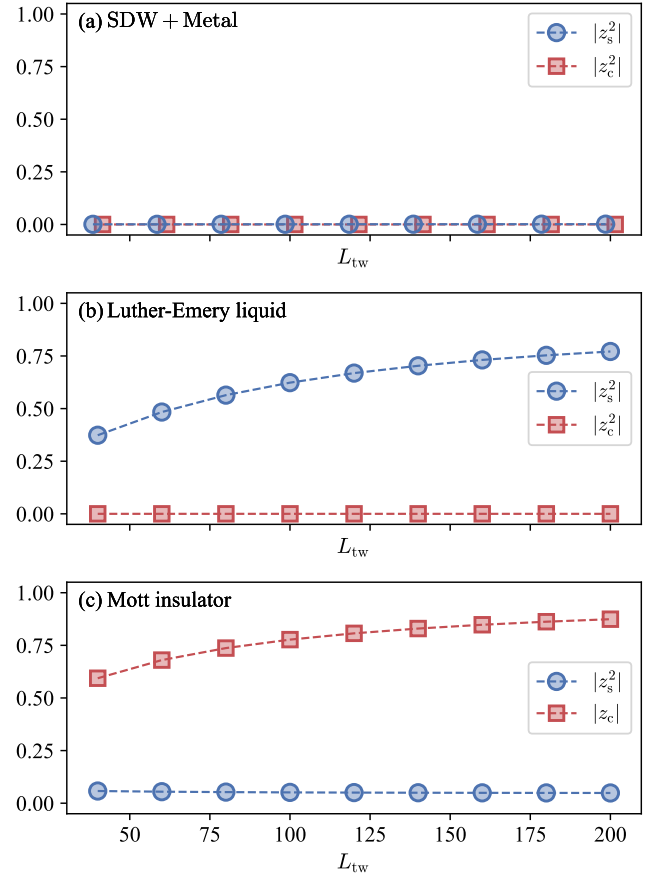 1.00
(a) SDW + Metal
|z_s^2|
0.75
|z_c^2|
0.50
0.25
0.00
L_tw
1.00
(b) Luther-Emery liquid
0.75
|z_s^2|
0.50
|z_c^2|
0.25
0.00
L_tw
1.00
(c) Mott insulator
0.75
|z_s^2|
0.50
|z_c|
0.25
0.00
50 75 100 125 150 175 200
L_tw